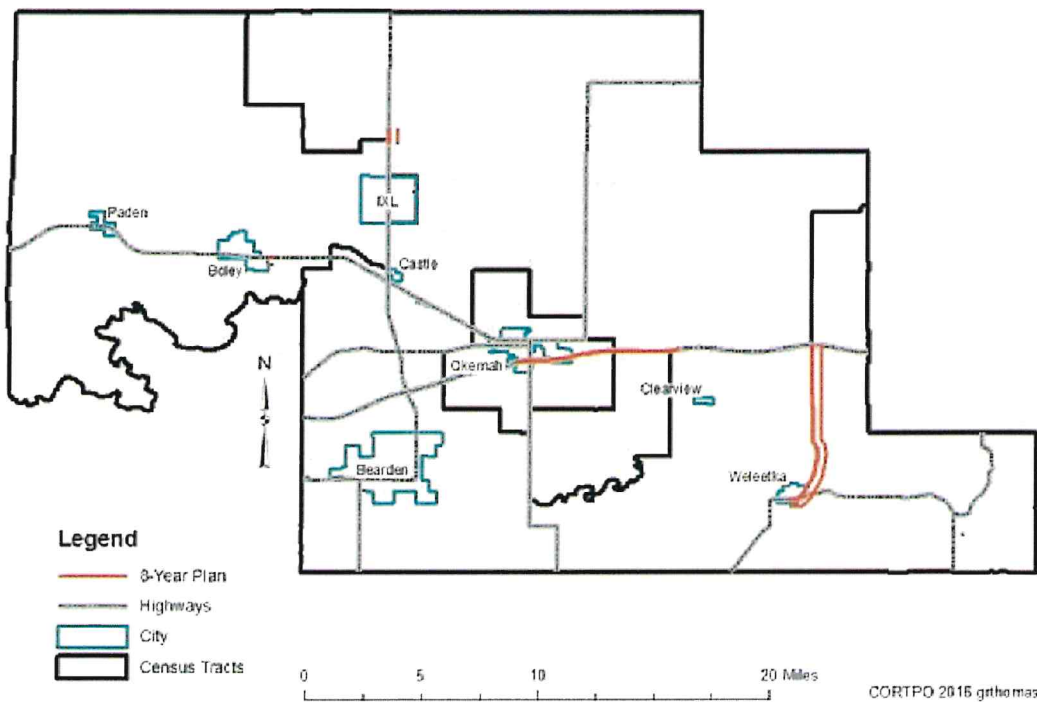 Paden
Boley
IXL
Castle
Okemah
Clearview
N
Bearden
Weleetka
Legend
8-Year Plan
Highways
City
Census Tracts
0 5 10 20 Miles
CORTPO 2016 grthomas